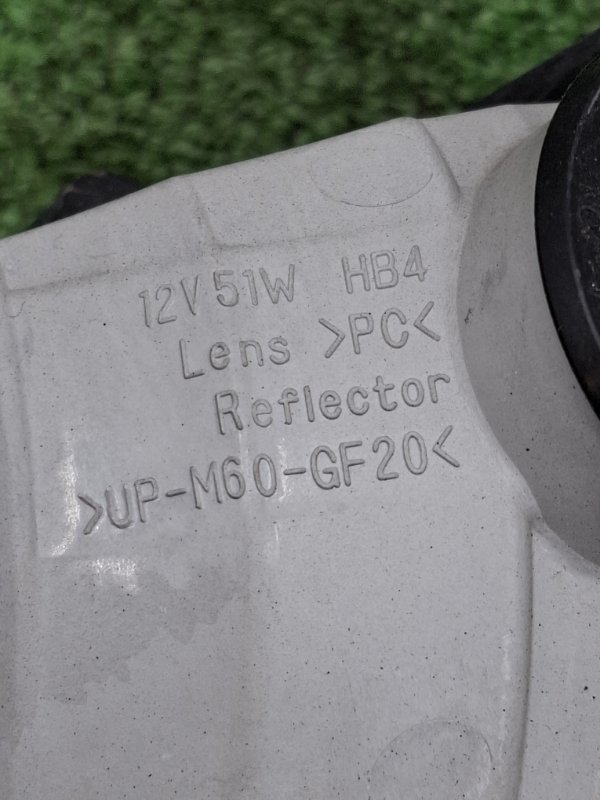 12V 51W HB4
Lens >PC<
Reflector
>UP-M60-GF20<